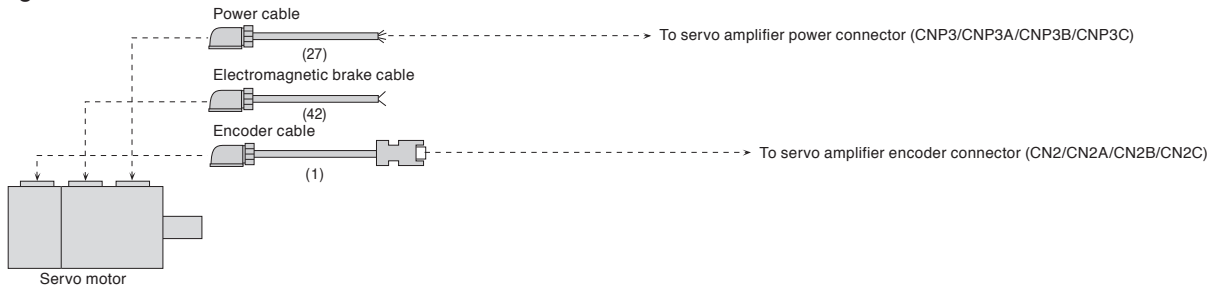 Power cable
To servo amplifier power connector (CNP3/CNP3A/CNP3B/CNP3C)
(27)
Electromagnetic brake cable
(42)
Encoder cable
To servo amplifier encoder connector (CN2/CN2A/CN2B/CN2C)
(1)
Servo motor